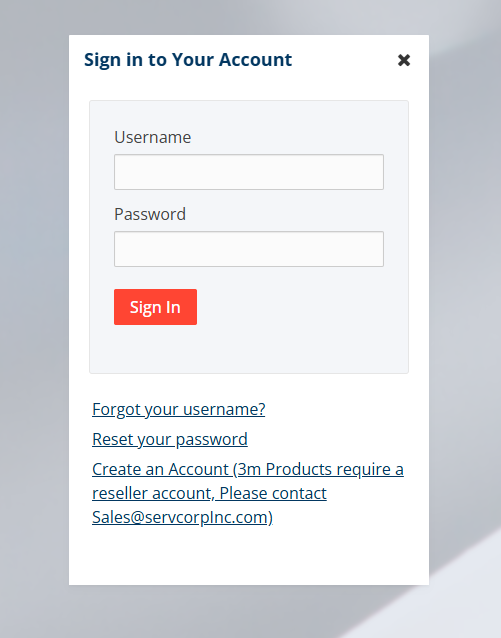 Sign in to Your Account
Username
Password
Sign In
Forgot your username?
Reset your password
Create an Account (3m Products require a
reseller account, Please contact
Sales@servcorpInc.com)